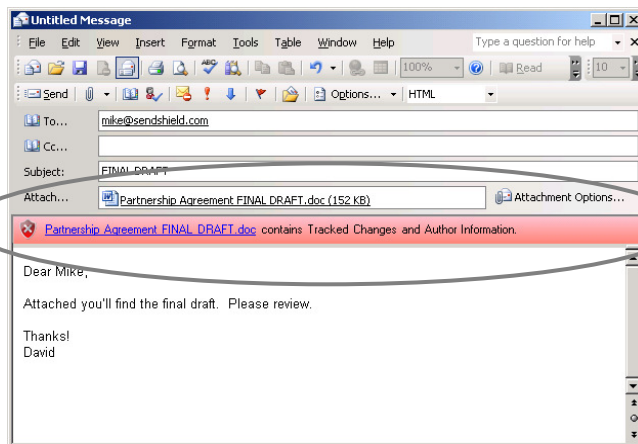 Untitled Message
File Edit View Insert Format Tools Table Window Help Type a question for help
100% Read 10
Send Options... HTML
To... mike@sendshield.com
Cc...
Subject: FINAL DRAFT
Attach... Partnership Agreement FINAL DRAFT.doc (152 KB) Attachment Options...
Partnership Agreement FINAL DRAFT.doc contains Tracked Changes and Author Information.
Dear Mike,
Attached you'll find the final draft. Please review.
Thanks!
David